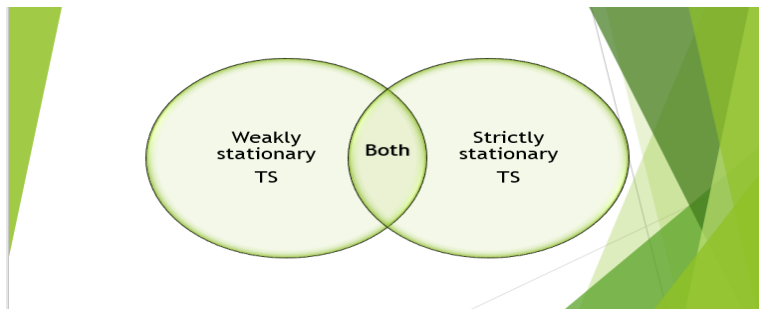 Weakly
stationary
TS
Both
Strictly
stationary
TS